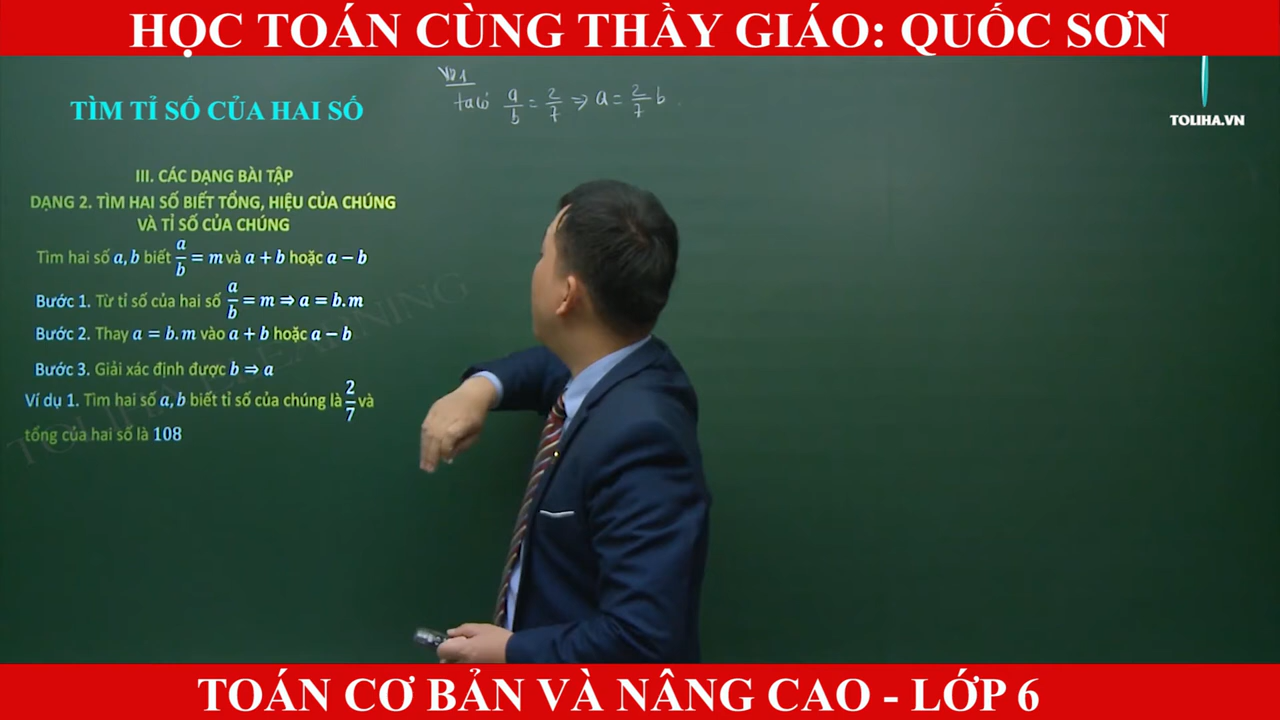 HỌC TOÁN CÙNG THẦY GIÁO: QUỐC SƠN
TÌM TỈ SỐ CỦA HAI SỐ
VD1
ta có a/b = 2/7 ⇒ a = 2/7 b.
TOLIHA.VN
III. CÁC DẠNG BÀI TẬP
DẠNG 2. TÌM HAI SỐ BIẾT TỔNG, HIỆU CỦA CHÚNG
VÀ TỈ SỐ CỦA CHÚNG
Tìm hai số a, b biết a/b = m và a + b hoặc a − b
Bước 1. Từ tỉ số của hai số a/b = m ⇒ a = b.m
Bước 2. Thay a = b.m vào a + b hoặc a − b
Bước 3. Giải xác định được b ⇒ a
Ví dụ 1. Tìm hai số a, b biết tỉ số của chúng là 2/7 và
tổng của hai số là 108
TOLIHA ELEARNING
TOÁN CƠ BẢN VÀ NÂNG CAO - LỚP 6